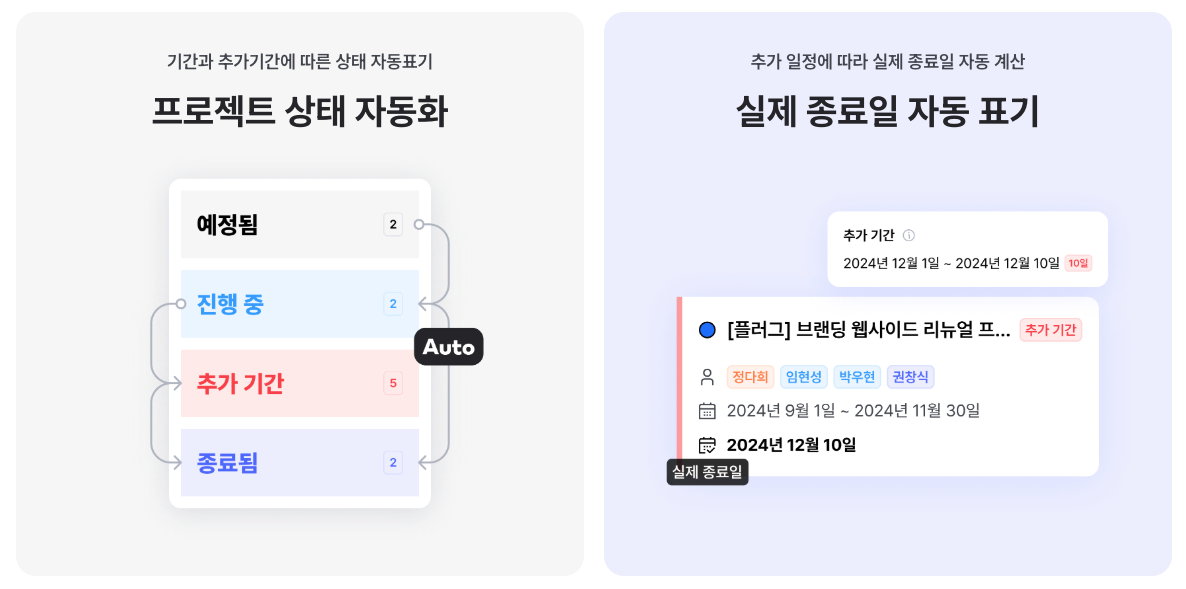 기간과 추가기간에 따른 상태 자동표기
프로젝트 상태 자동화
예정됨 2
진행 중 2
Auto
추가 기간 5
종료됨 2
추가 일정에 따라 실제 종료일 자동 계산
실제 종료일 자동 표기
추가 기간
2024년 12월 1일 ~ 2024년 12월 10일 10일
[플러그] 브랜딩 웹사이드 리뉴얼 프... 추가 기간
정다희 임현성 박우현 권창식
2024년 9월 1일 ~ 2024년 11월 30일
2024년 12월 10일
실제 종료일